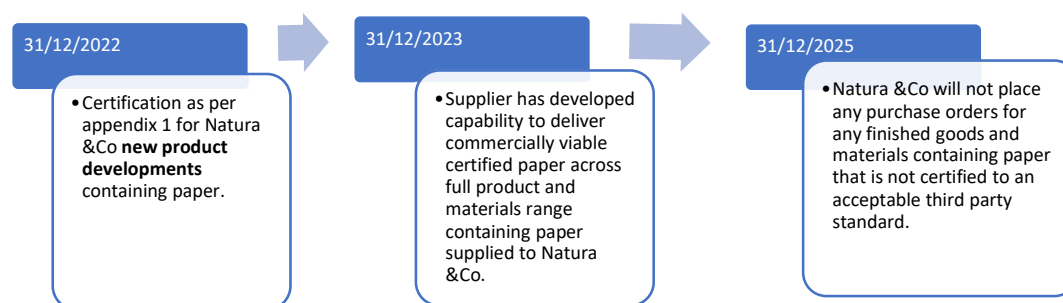 31/12/2022
• Certification as per
appendix 1 for Natura
&Co new product
developments
containing paper.
31/12/2023
• Supplier has developed
capability to deliver
commercially viable
certified paper across
full product and
materials range
containing paper
supplied to Natura
&Co.
31/12/2025
• Natura &Co will not place
any purchase orders for
any finished goods and
materials containing paper
that is not certified to an
acceptable third party
standard.